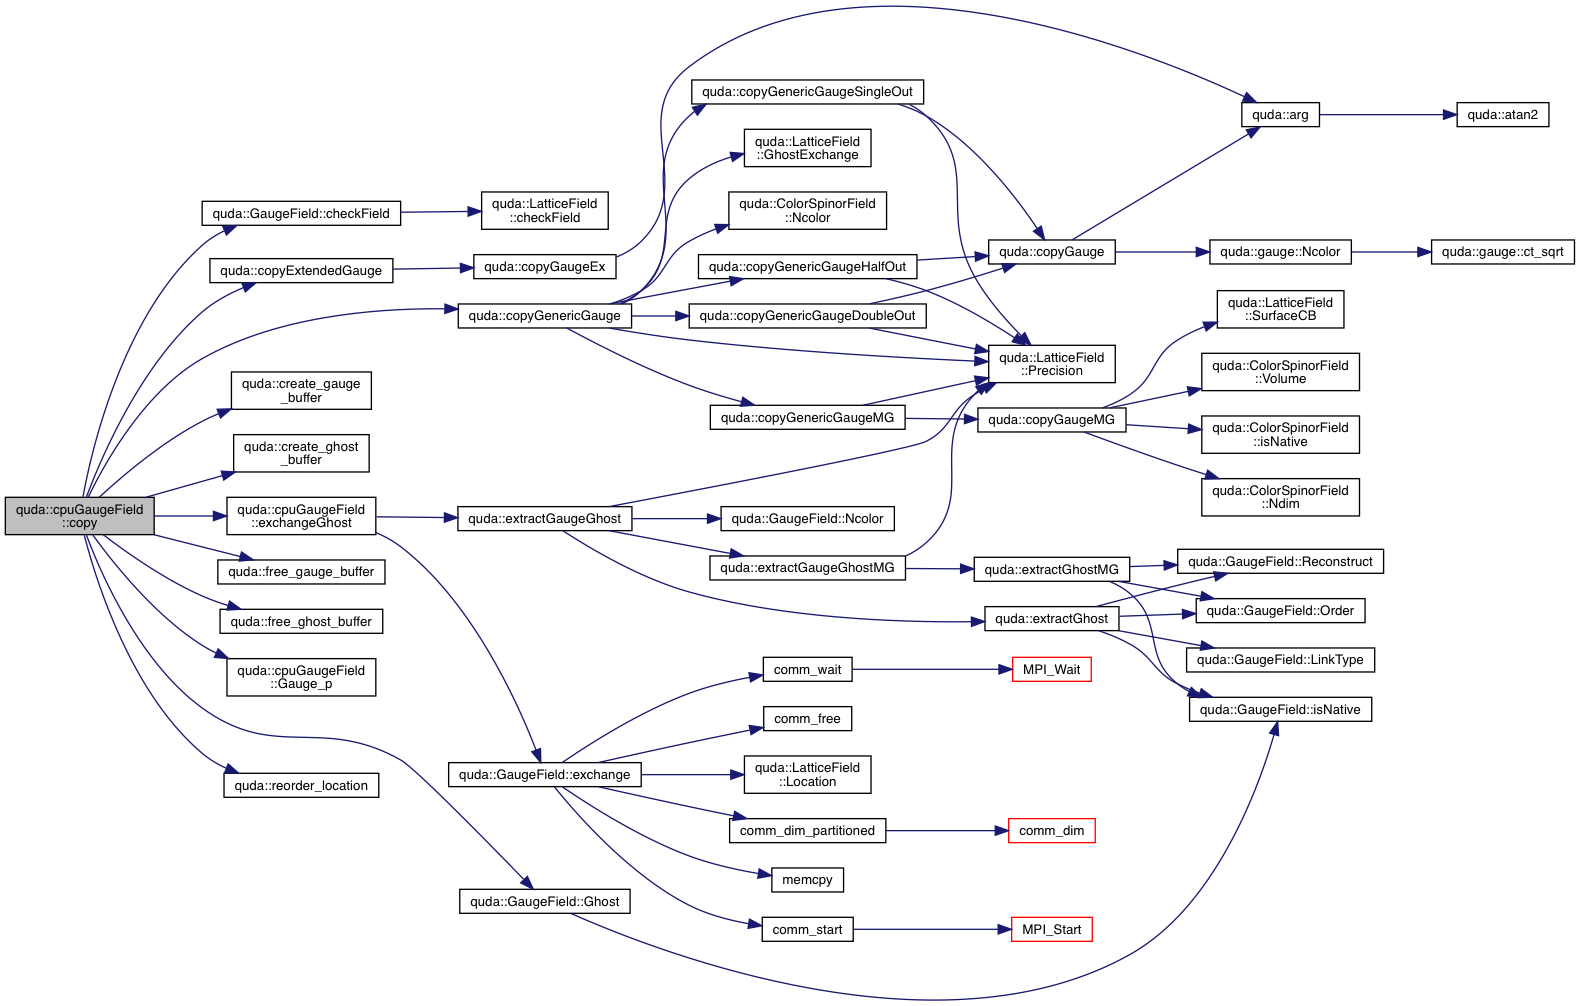 quda::cpuGaugeField
::copy
quda::GaugeField::checkField
quda::copyExtendedGauge
quda::create_gauge
_buffer
quda::create_ghost
_buffer
quda::cpuGaugeField
::exchangeGhost
quda::free_gauge_buffer
quda::free_ghost_buffer
quda::cpuGaugeField
::Gauge_p
quda::reorder_location
quda::LatticeField
::checkField
quda::copyGaugeEx
quda::copyGenericGauge
quda::extractGaugeGhost
quda::GaugeField::exchange
quda::GaugeField::Ghost
quda::copyGenericGaugeSingleOut
quda::LatticeField
::GhostExchange
quda::ColorSpinorField
::Ncolor
quda::copyGenericGaugeHalfOut
quda::copyGenericGaugeDoubleOut
quda::copyGenericGaugeMG
quda::GaugeField::Ncolor
quda::extractGaugeGhostMG
comm_wait
comm_free
quda::LatticeField
::Location
comm_dim_partitioned
memcpy
comm_start
quda::copyGauge
quda::LatticeField
::Precision
quda::copyGaugeMG
quda::extractGhostMG
quda::extractGhost
MPI_Wait
comm_dim
MPI_Start
quda::arg
quda::gauge::Ncolor
quda::LatticeField
::SurfaceCB
quda::ColorSpinorField
::Volume
quda::ColorSpinorField
::isNative
quda::ColorSpinorField
::Ndim
quda::GaugeField::Reconstruct
quda::GaugeField::Order
quda::GaugeField::LinkType
quda::GaugeField::isNative
quda::atan2
quda::gauge::ct_sqrt